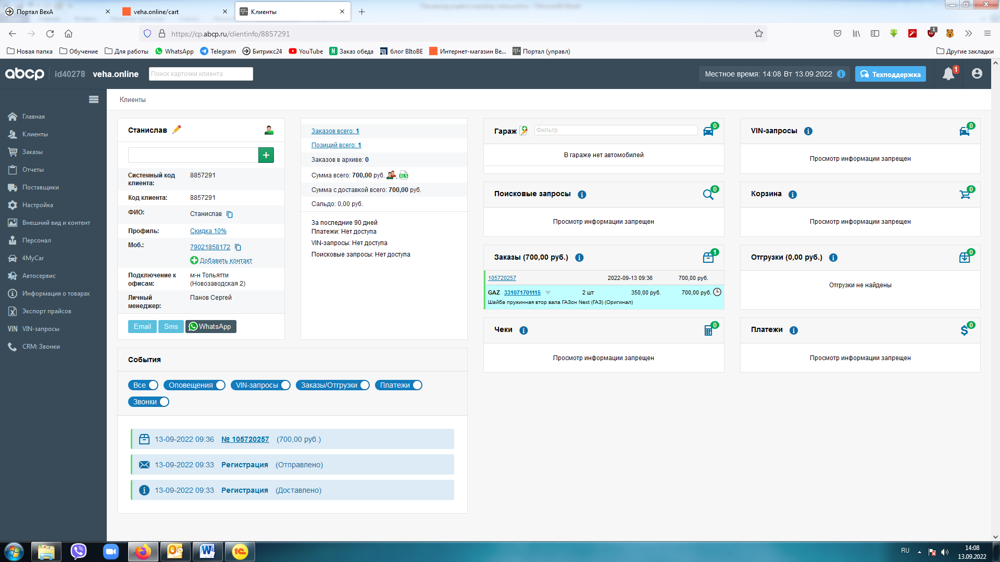 Портал ВехА
veha.online/cart
Клиенты
https://cp.abcp.ru/clientinfo/8857291
1
Новая папка
Обучение
Для работы
WhatsApp
Telegram
Битрикс24
YouTube
Заказ обеда
блог BItoBE
Интернет-магазин Ве...
Портал (управл)
Другие закладки
abcp
id40278
veha.online
Поиск карточки клиента
Местное время: 14:08 Вт 13.09.2022
Техподдержка
1
Главная
Клиенты
Заказы
Отчеты
Поставщики
Настройка
Внешний вид и контент
Персонал
4MyCar
Автосервис
Информация о товарах
Экспорт прайсов
VIN VIN-запросы
CRM: Звонки
Клиенты
Станислав
+
Системный код клиента: 8857291
Код клиента: 8857291
ФИО: Станислав
Профиль: Скидка 10%
Моб.: 79021858172
Добавить контакт
Подключение к офисам: м-н Тольятти (Новозаводская 2)
Личный менеджер: Панов Сергей
Email
Sms
WhatsApp
Заказов всего: 1
Позиций всего: 1
Заказов в архиве: 0
Сумма всего: 700,00 руб. XLS
Сумма с доставкой всего: 700,00 руб.
Сальдо: 0,00 руб.
За последние 90 дней
Платежи: Нет доступа
VIN-запросы: Нет доступа
Поисковые запросы: Нет доступа
Гараж
Фильтр
0
В гараже нет автомобилей
VIN-запросы
0
Просмотр информации запрещен
Поисковые запросы
0
Просмотр информации запрещен
Корзина
0
Просмотр информации запрещен
Заказы (700,00 руб.)
1
105720257 2022-09-13 09:36 700,00 руб.
GAZ 331071701115 2 шт 350,00 руб. 700,00 руб.
Шайба пружинная втор вала ГАЗон Next (ГАЗ) (Оригинал)
Отгрузки (0,00 руб.)
0
Отгрузки не найдены
Чеки
0
Просмотр информации запрещен
Платежи
0
Просмотр информации запрещен
События
Все
Оповещения
VIN-запросы
Заказы/Отгрузки
Платежи
Звонки
13-09-2022 09:36 № 105720257 (700,00 руб.)
13-09-2022 09:33 Регистрация (Отправлено)
13-09-2022 09:33 Регистрация (Доставлено)
RU
14:08
13.09.2022